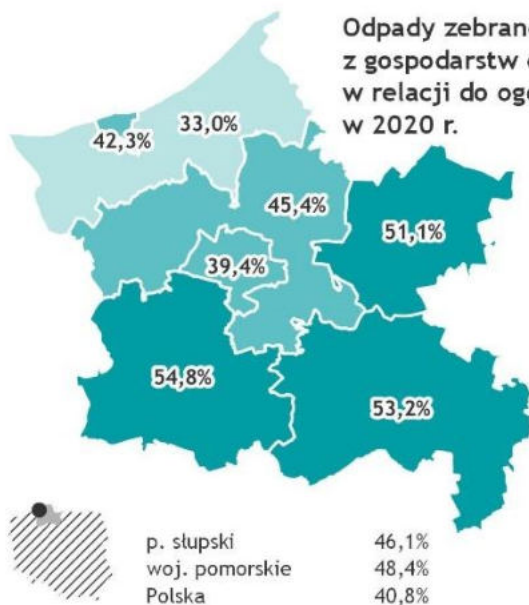 Odpady zebran
z gospodarstw
w relacji do
w 2020 r.
42,3%
33,0%
45,4%
51,1%
39,4%
54,8%
53,2%
p. słupski 46,1%
woj. pomorskie 48,4%
Polska 40,8%